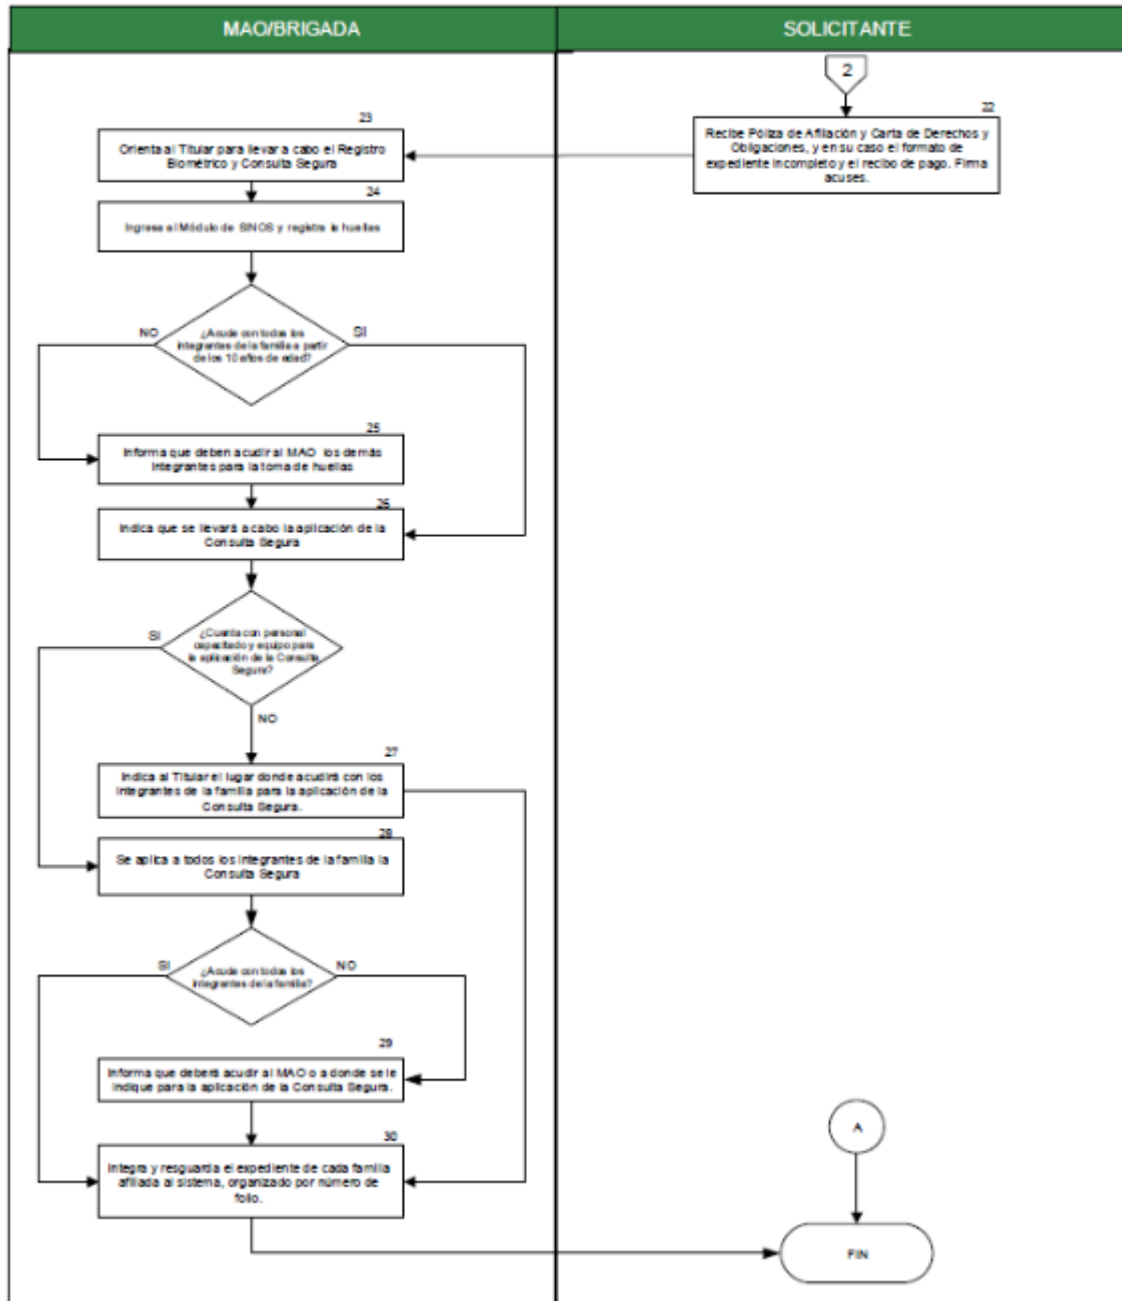 MAO/BRIGADA
SOLICITANTE
2
22
Recibe Póliza de Afiliación y Carta de Derechos y
Obligaciones, y en su caso el formato de
expediente incompleto y el recibo de pago. Firma
acuses.
23
Orienta al Titular para llevar a cabo el Registro
Biométrico y Consulta Segura
24
Ingresa al Módulo de SINOS y registra la huellas
¿Acude con todos los
integrantes de la familia a partir
de los 10 años de edad?
NO
SI
25
Informa que deben acudir al MAO los demás
integrantes para la toma de huellas
26
Indica que se llevará a cabo la aplicación de la
Consulta Segura
¿Cuenta con personal
capacitado y equipo para
la aplicación de la Consulta
Segura?
SI
NO
27
Indica al Titular el lugar donde acudirá con los
integrantes de la familia para la aplicación de la
Consulta Segura.
28
Se aplica a todos los integrantes de la familia la
Consulta Segura
¿Acude con todos los
integrantes de la familia?
SI
NO
29
Informa que deberá acudir al MAO o a donde se le
indique para la aplicación de la Consulta Segura.
30
Integra y resguarda el expediente de cada familia
afiliada al sistema, organizado por número de
folio.
A
FIN